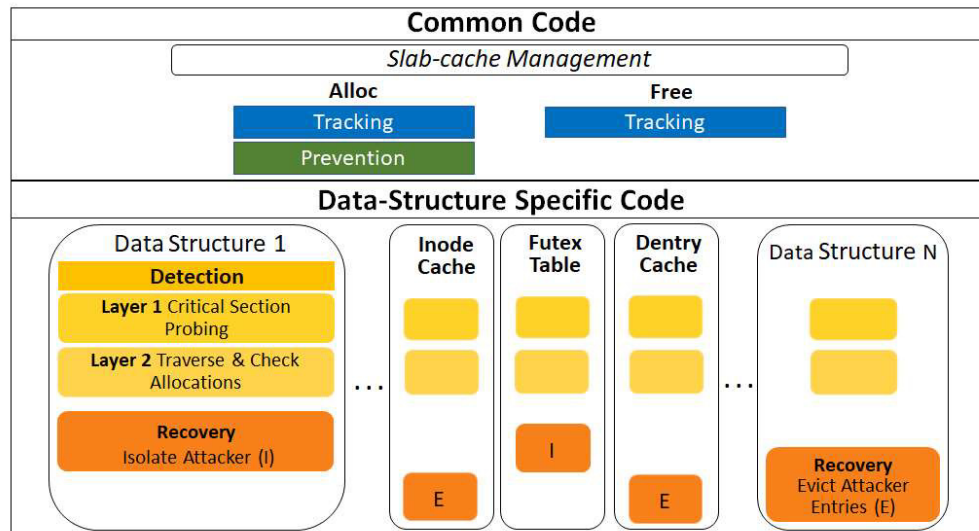 Common Code
Slab-cache Management
Alloc
Free
Tracking
Tracking
Prevention
Data-Structure Specific Code
Data Structure 1
Detection
Layer 1 Critical Section
Probing
Layer 2 Traverse & Check
Allocations
Recovery
Isolate Attacker (I)
...
Inode
Cache
E
Futex
Table
I
Dentry
Cache
E
...
Data Structure N
Recovery
Evict Attacker
Entries (E)